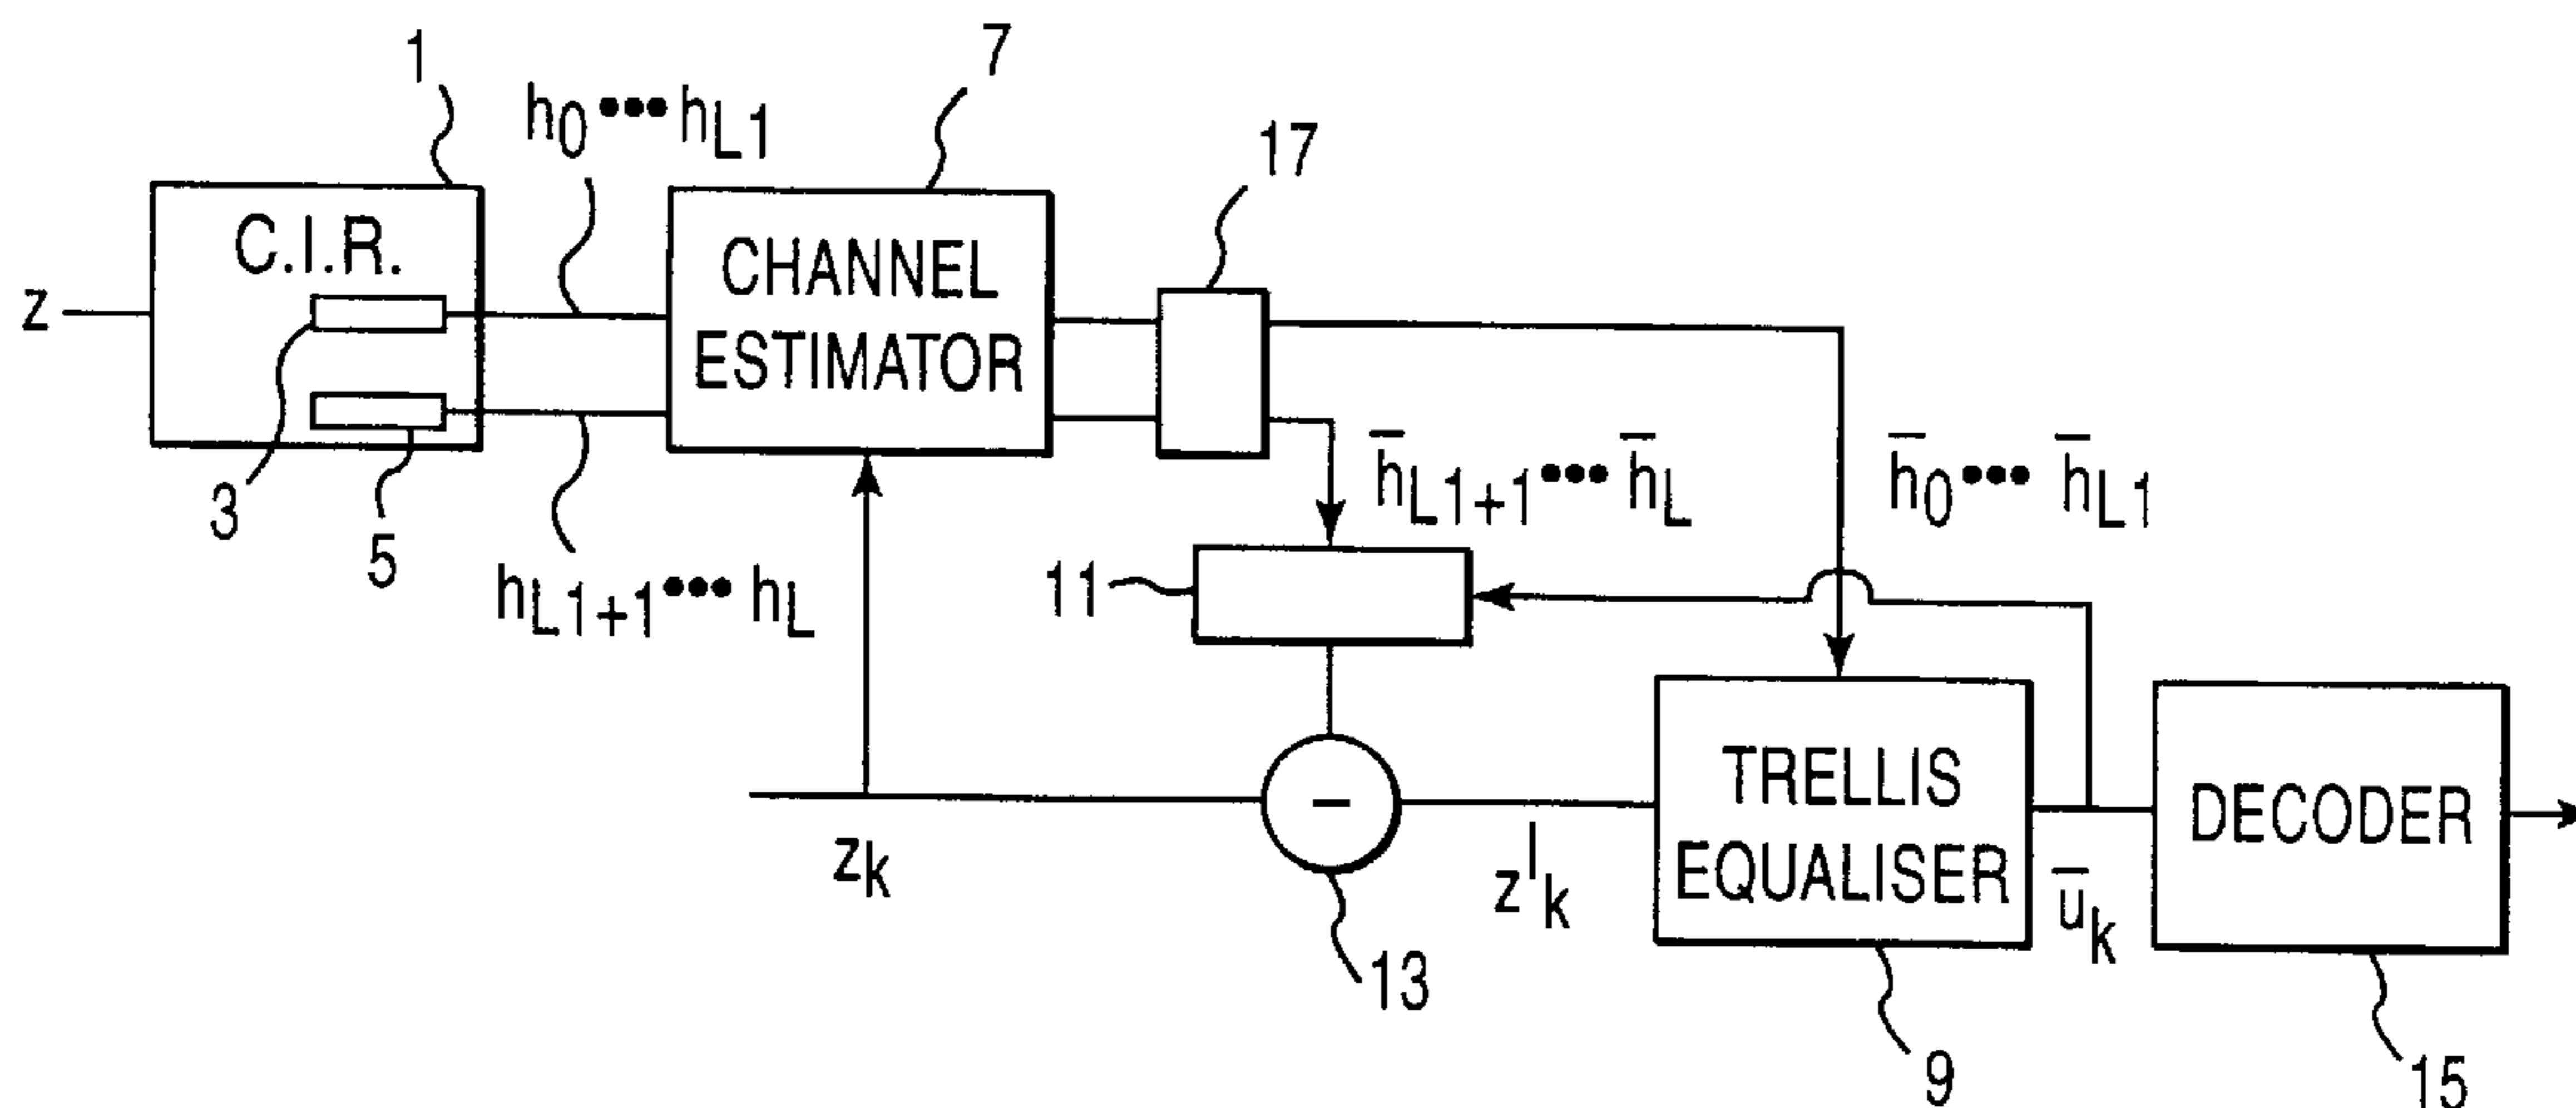 1
h0••• hL1
7
17
C.I.R.
z
CHANNEL
ESTIMATOR
3
5
hL1+1••• hL
h̅L1+1••• h̅L
h̅0••• h̅L1
11
zk
−
z'k
TRELLIS
EQUALISER
u̅k
DECODER
13
9
15